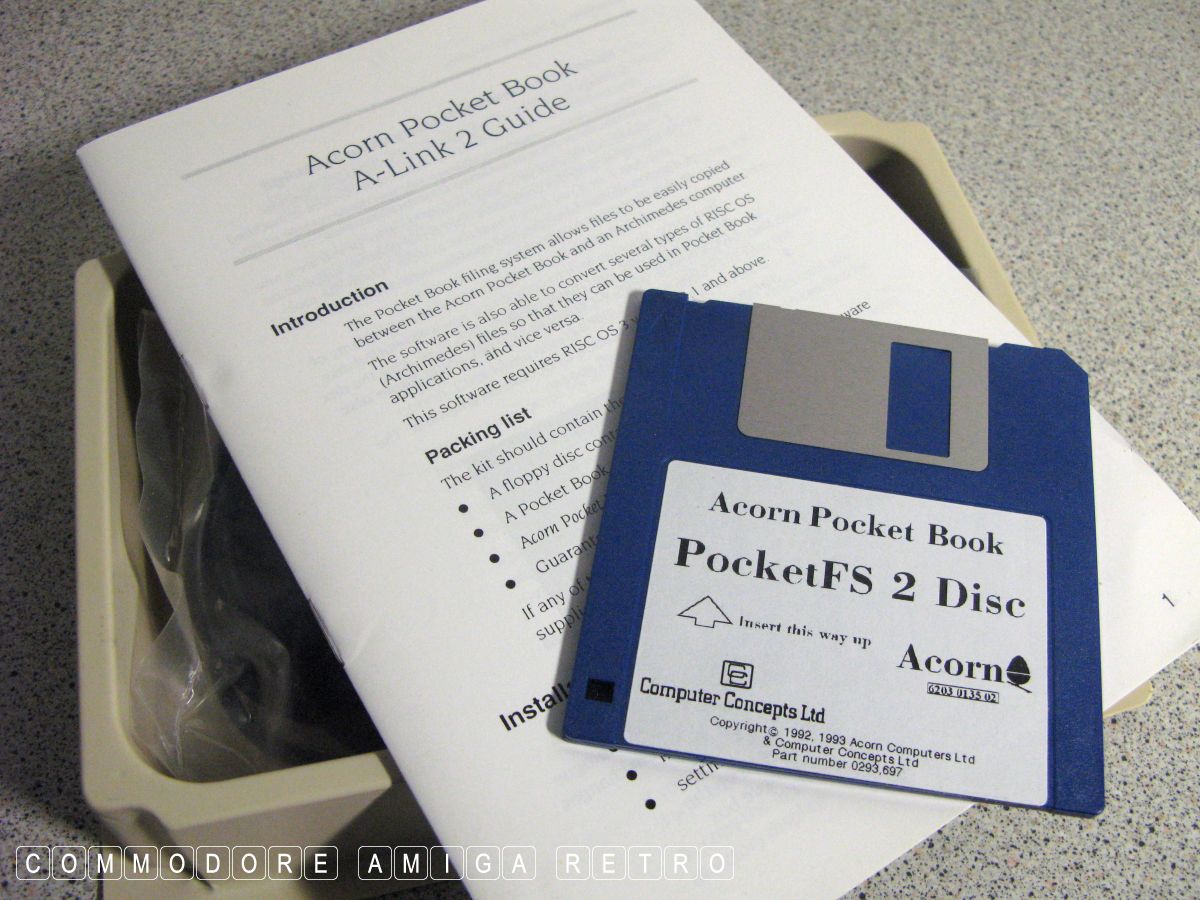 Acorn Pocket Book
A-Link 2 Guide
Introduction
The Pocket Book filing system allows files to be easily copied
between the Acorn Pocket Book and an Archimedes computer
The software is also able to convert several types of RISC OS
(Archimedes) files so that they can be used in Pocket Book
applications, and vice versa.
This software requires RISC OS 3 1 and above.
Packing list
The kit should contain the
A floppy disc
A Pocket Book
Acorn Pocket
If any of
1
Acorn Pocket Book
PocketFS 2 Disc
Insert this way up
Acorn
6203 0135 02
Computer Concepts Ltd
Copyright© 1992, 1993 Acorn Computers Ltd
& Computer Concepts Ltd
Part number 0293,697
COMMODORE AMIGA RETRO